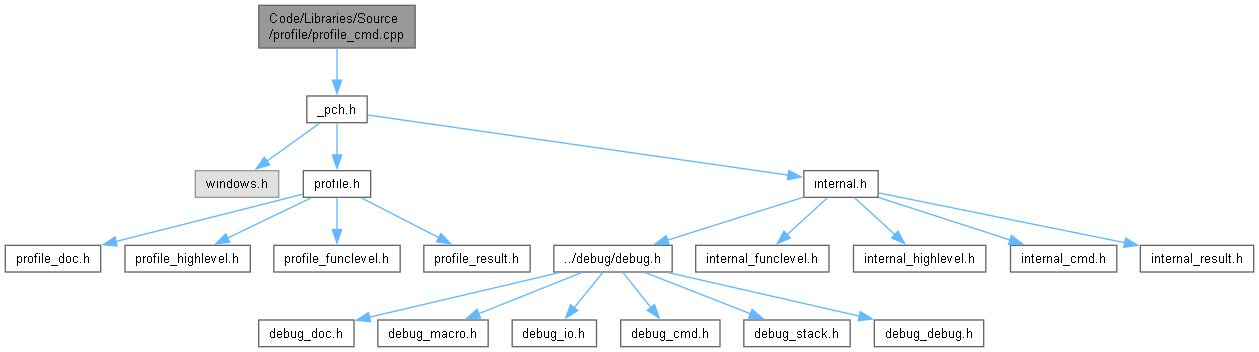 Code/Libraries/Source
/profile/profile_cmd.cpp
_pch.h
windows.h
profile.h
internal.h
profile_doc.h
profile_highlevel.h
profile_funclevel.h
profile_result.h
../debug/debug.h
internal_funclevel.h
internal_highlevel.h
internal_cmd.h
internal_result.h
debug_doc.h
debug_macro.h
debug_io.h
debug_cmd.h
debug_stack.h
debug_debug.h